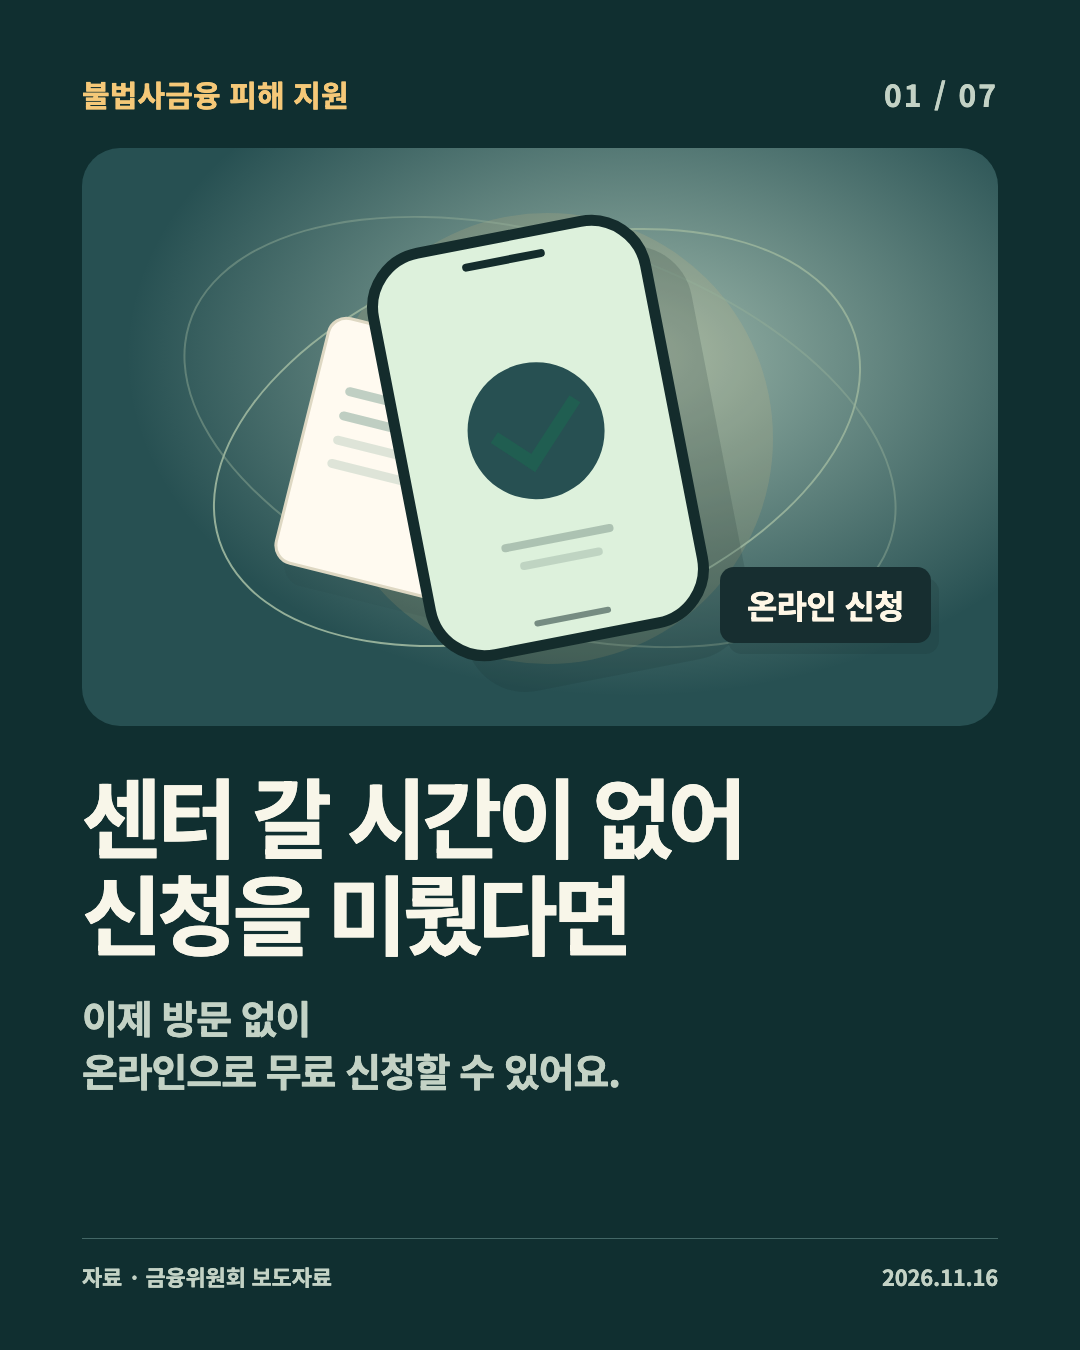 불법사금융 피해 지원
01 / 07
온라인 신청
센터 갈 시간이 없어
신청을 미뤘다면
이제 방문 없이
온라인으로 무료 신청할 수 있어요.
자료 · 금융위원회 보도자료
2026.11.16